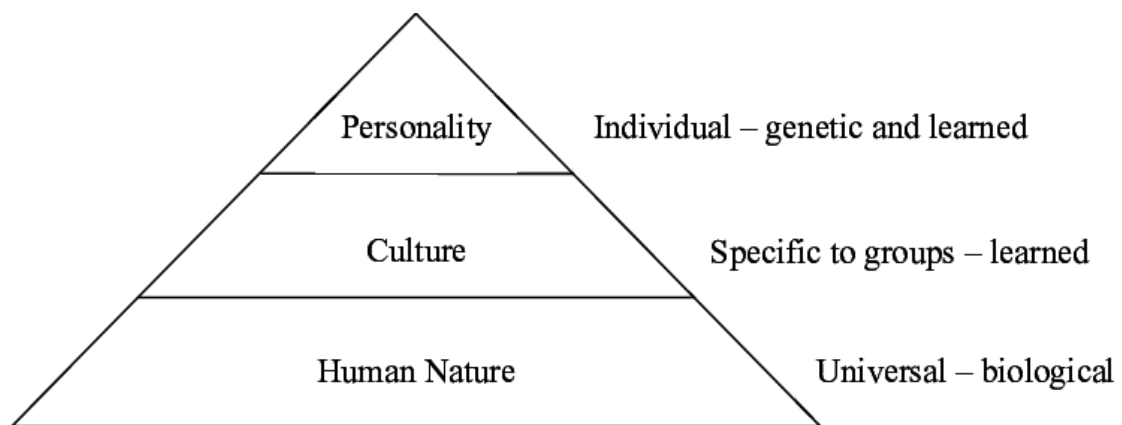 Personality
Individual – genetic and learned
Culture
Specific to groups – learned
Human Nature
Universal – biological